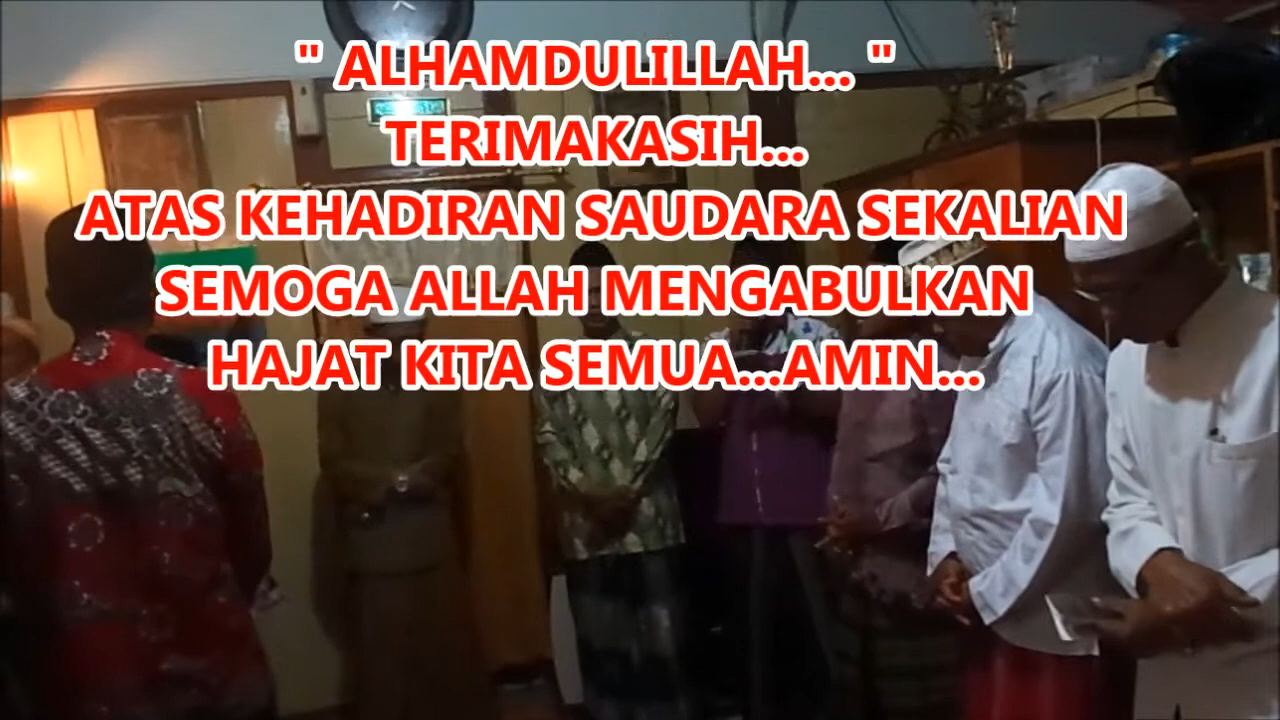 " ALHAMDULILLAH... "
TERIMAKASIH...
ATAS KEHADIRAN SAUDARA SEKALIAN
SEMOGA ALLAH MENGABULKAN
HAJAT KITA SEMUA...AMIN...